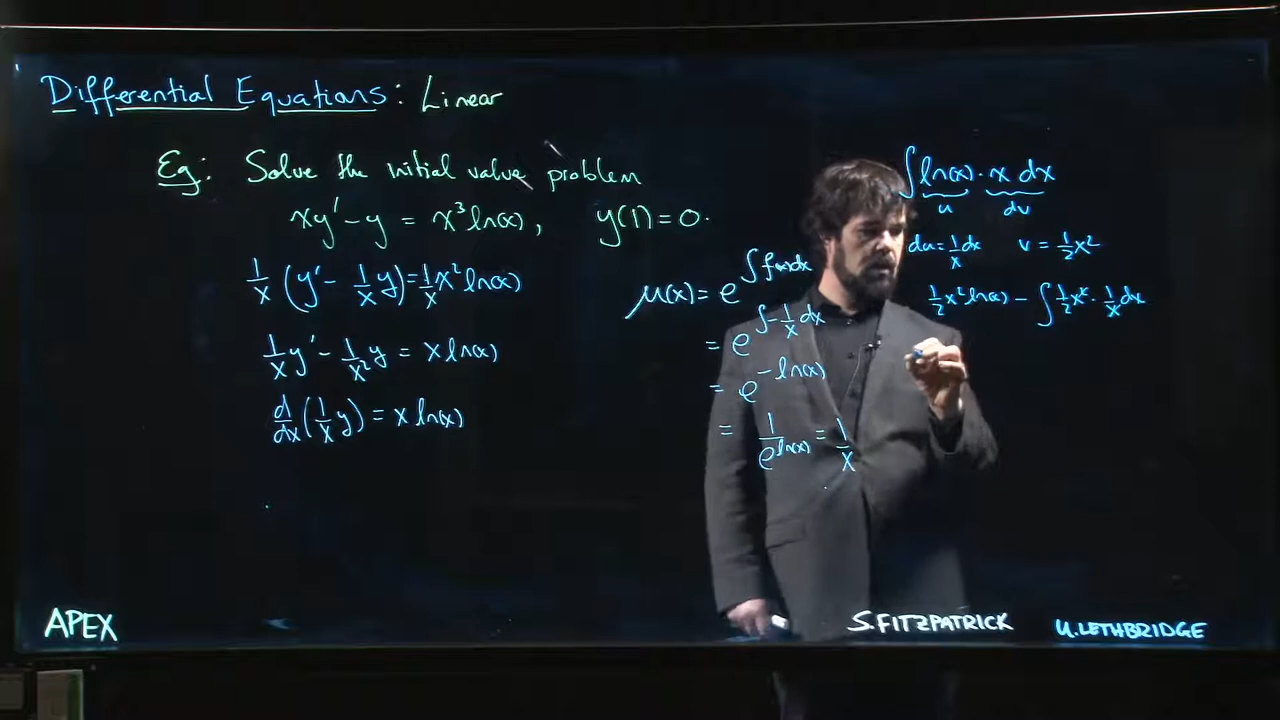 Differential Equations: Linear
Eg: Solve the initial value problem
xy' - y = x³ ln(x), y(1) = 0.
1/x (y' - 1/x y) = 1/x x² ln(x)
1/x y' - 1/x² y = x ln(x)
d/dx (1/x y) = x ln(x)
μ(x) = e^∫f(x)dx
= e^∫-1/x dx
= e^-ln(x)
= 1/e^ln(x) = 1/x
∫ ln(x) · x dx
u dv
du = 1/x dx v = 1/2 x²
1/2 x² ln(x) - ∫ 1/2 x² · 1/x dx
APEX
S. FITZPATRICK
U. LETHBRIDGE